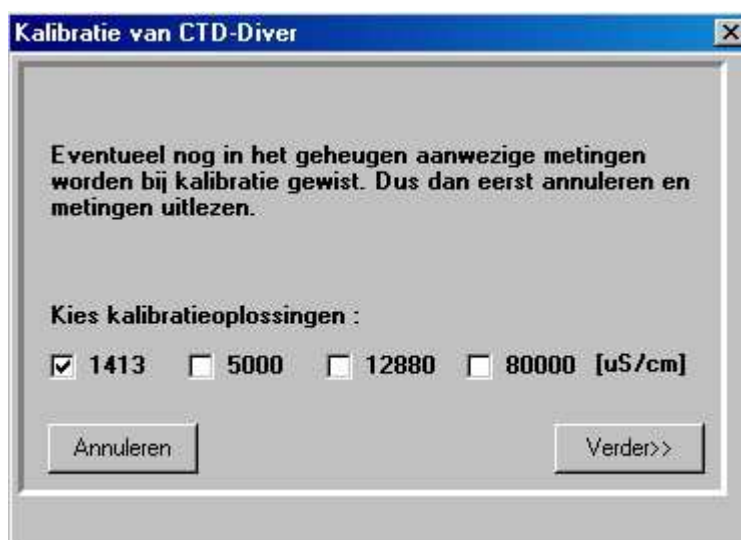 Kalibratie van CTD-Diver
Eventueel nog in het geheugen aanwezige metingen
worden bij kalibratie gewist. Dus dan eerst annuleren en
metingen uitlezen.
Kies kalibratieoplossingen :
1413 5000 12880 80000 [uS/cm]
Annuleren Verder>>